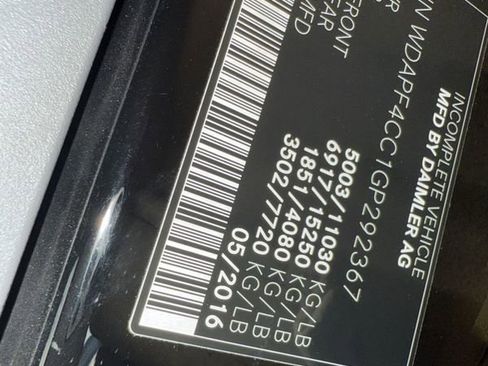 INCOMPLETE VEHICLE
MFD BY DAIMLER AG
N WDAPF4CC1GP292367
5003/11030 KG/LB
6917/15250 KG/LB
FRONT 1851/4080 KG/LB
EAR 3502/7720 KG/LB
MFD 05/2016